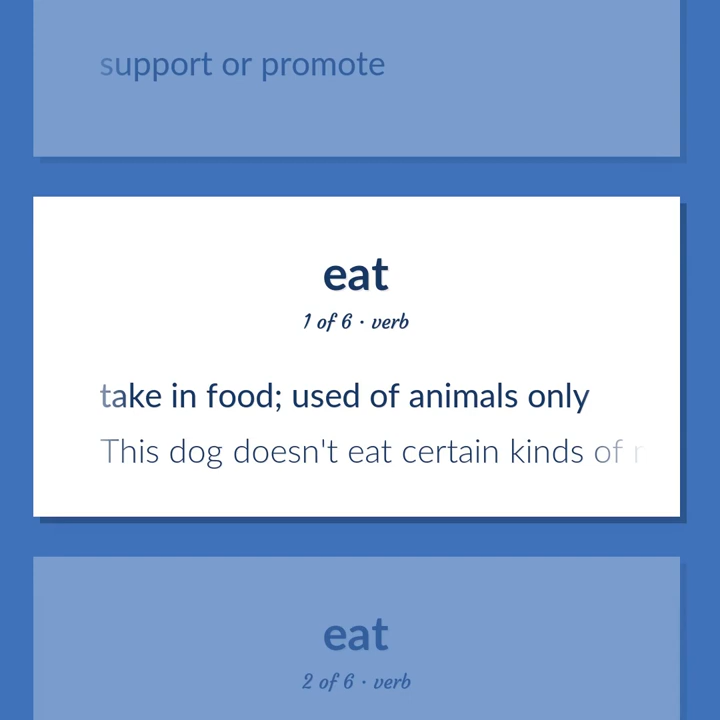 support or promote
eat
1 of 6 · verb
take in food; used of animals only
This dog doesn't eat certain kinds of
eat
2 of 6 · verb